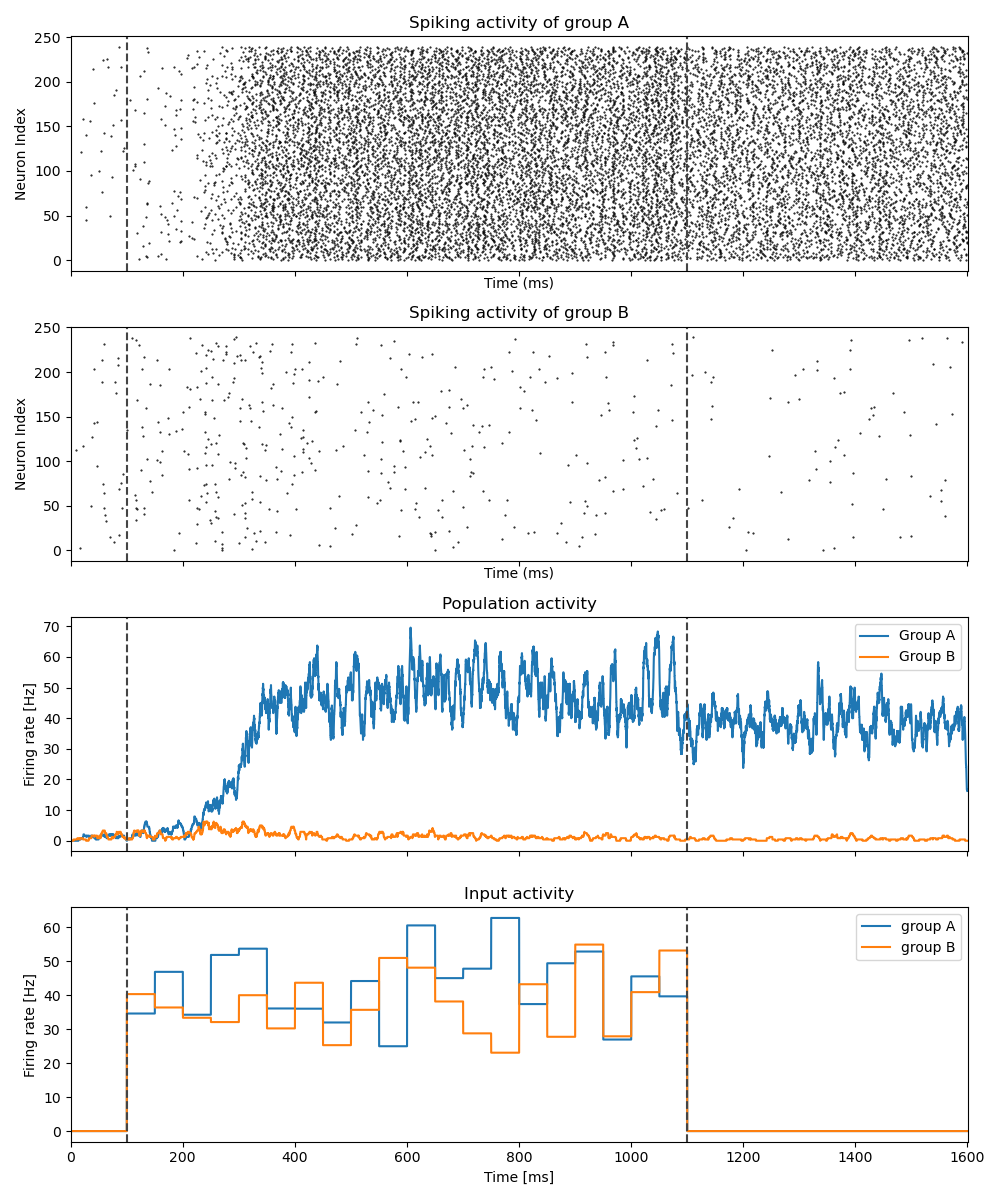 Spiking activity of group A
250
200
150
100
50
0
Neuron Index
Time (ms)
Spiking activity of group B
250
200
150
100
50
0
Neuron Index
Time (ms)
Population activity
70
60
50
40
30
20
10
0
Firing rate [Hz]
Group A
Group B
Input activity
60
50
40
30
20
10
0
Firing rate [Hz]
group A
group B
0 200 400 600 800 1000 1200 1400 1600
Time [ms]